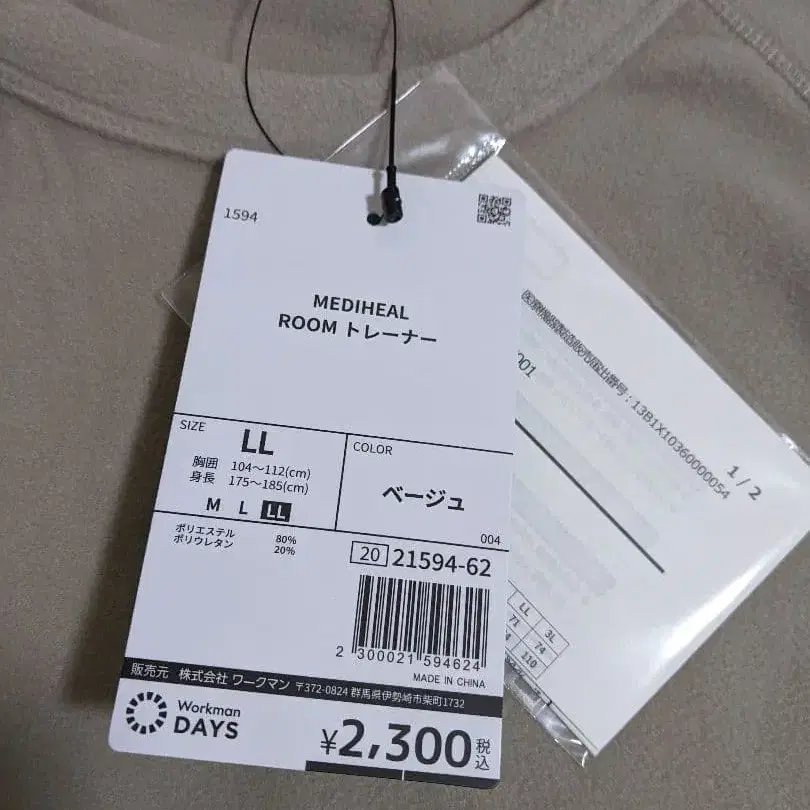 1594
MEDIHEAL
ROOM トレーナー
SIZE
LL
胸囲 104～112(cm)
身長 175～185(cm)
M L LL
COLOR
ベージュ
004
ポリエステル 80%
ポリウレタン 20%
20 21594-62
2 300021 594624
MADE IN CHINA
販売元 株式会社 ワークマン 〒372-0824 群馬県伊勢崎市柴町1732
Workman
DAYS
¥2,300 税込
001
：13B1X10360000054
1 / 2
LL 3L
71 74
110